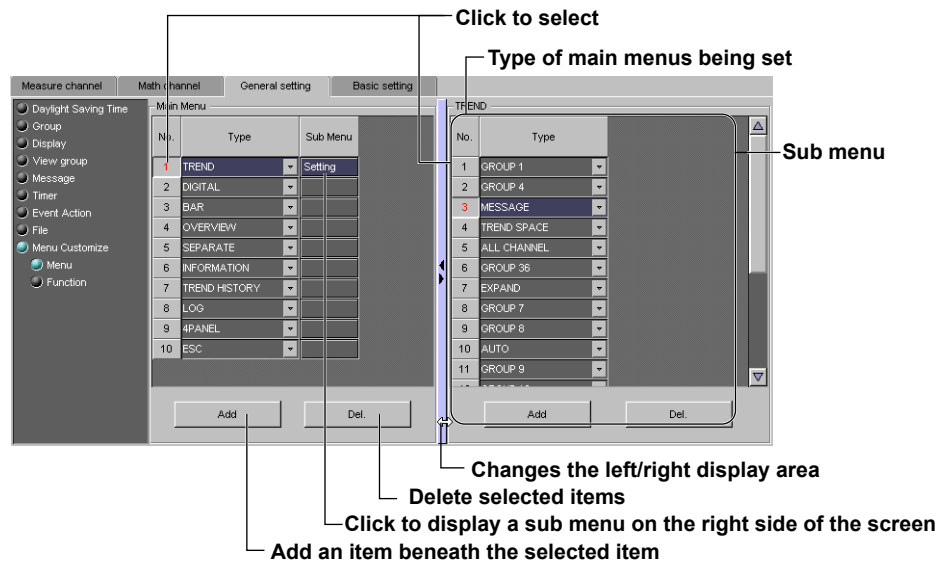 Click to select
Type of main menus being set
Measure channel Math channel General setting Basic setting
Daylight Saving Time
Group
Display
View group
Message
Timer
Event Action
File
Menu Customize
Menu
Function
Main Menu
No. Type Sub Menu
1 TREND Setting
2 DIGITAL
3 BAR
4 OVERVIEW
5 SEPARATE
6 INFORMATION
7 TREND HISTORY
8 LOG
9 4PANEL
10 ESC
Add Del.
TREND
No. Type
1 GROUP 1
2 GROUP 4
3 MESSAGE
4 TREND SPACE
5 ALL CHANNEL
6 GROUP 36
7 EXPAND
8 GROUP 7
9 GROUP 8
10 AUTO
11 GROUP 9
Add Del.
Sub menu
Changes the left/right display area
Delete selected items
Click to display a sub menu on the right side of the screen
Add an item beneath the selected item